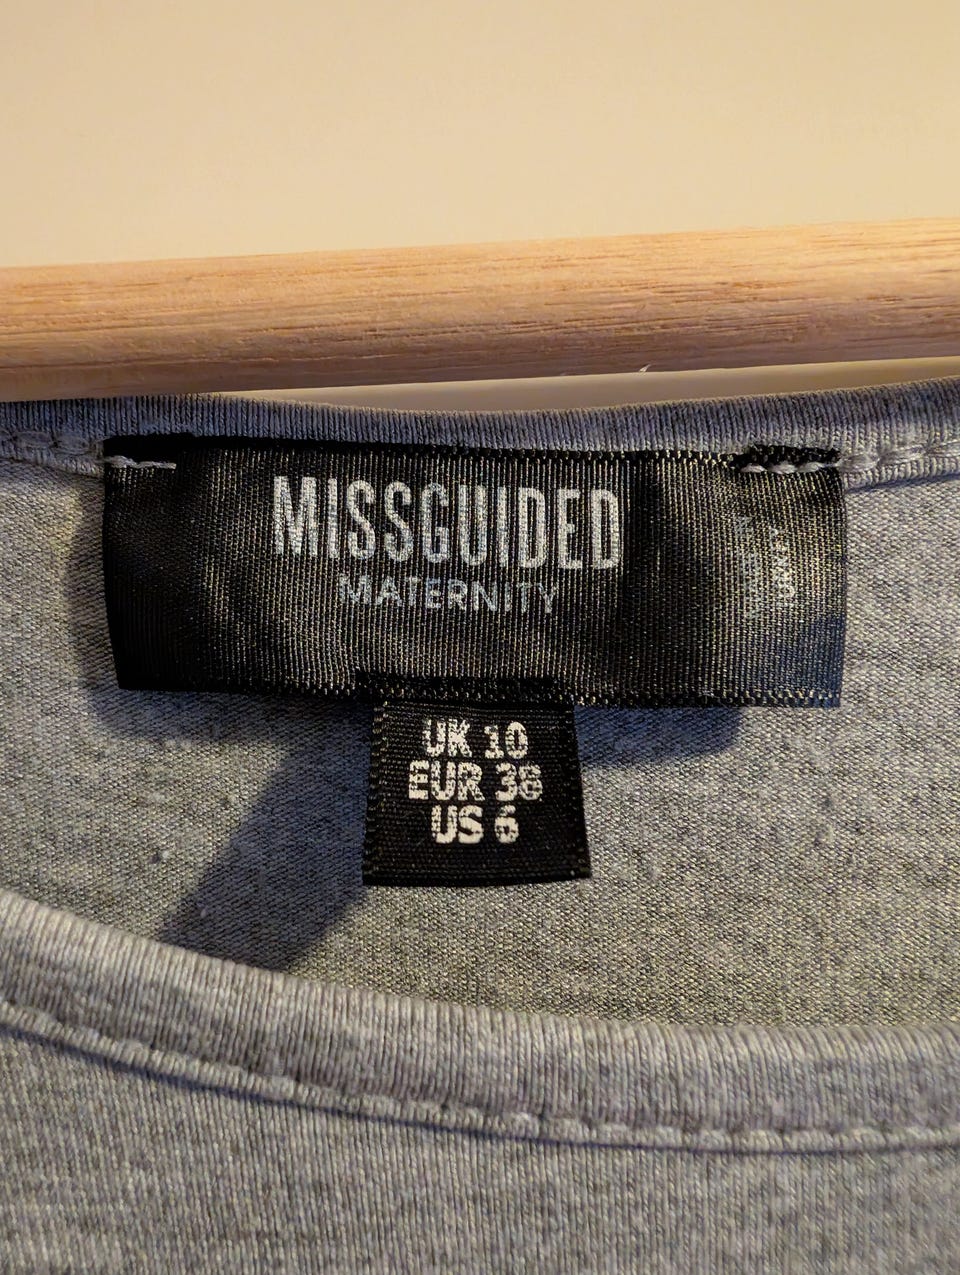 MISSGUIDED
MATERNITY
UK 10
EUR 38
US 6